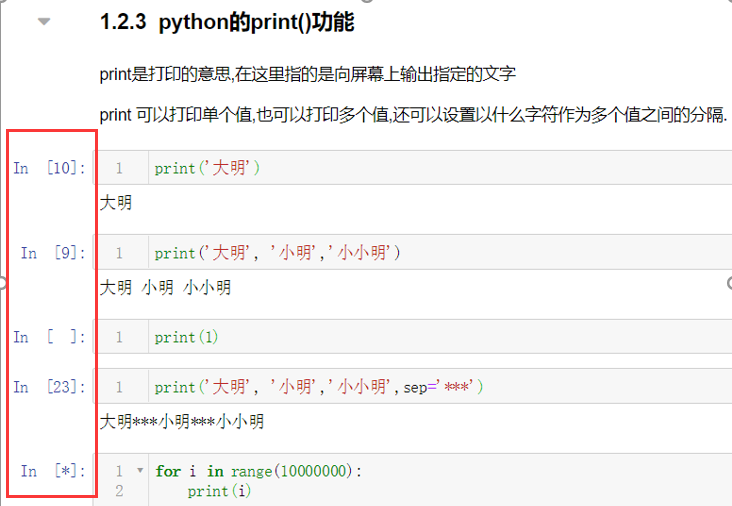 1.2.3 python的print()功能
print是打印的意思,在这里指的是向屏幕上输出指定的文字
print 可以打印单个值,也可以打印多个值,还可以设置以什么字符作为多个值之间的分隔.
In [10]: 1 print('大明')
大明
In [9]: 1 print('大明', '小明','小小明')
大明 小明 小小明
In [ ]: 1 print(1)
In [23]: 1 print('大明', '小明','小小明',sep='***')
大明***小明***小小明
In [*]: 1 for i in range(10000000):
2 print(i)